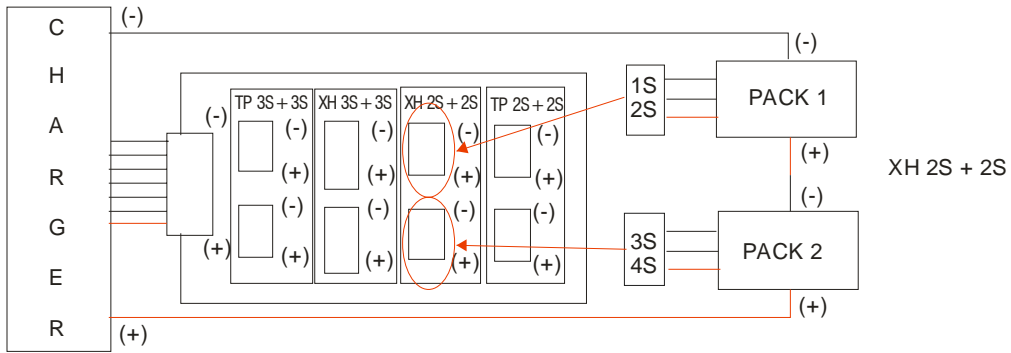 C
H
A
R
G
E
R
(-)
(+)
(-)
(+)
TP 3S + 3S
(-)
(+)
(-)
(+)
XH 3S + 3S
(-)
(+)
(-)
(+)
XH 2S + 2S
(-)
(+)
(-)
(+)
TP 2S + 2S
(-)
(+)
(-)
(+)
1S
2S
(-)
PACK 1
(+)
3S
4S
(-)
PACK 2
(+)
XH 2S + 2S